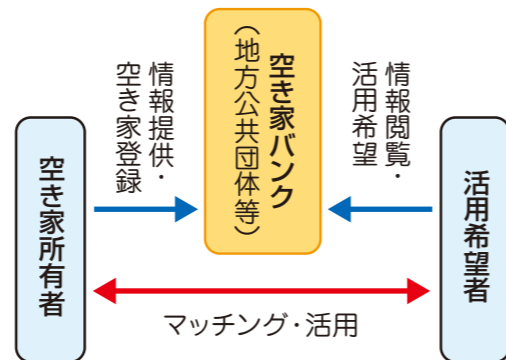 空き家バンク
（地方公共団体等）
情報提供・
空き家登録
情報閲覧・
活用希望
空き家所有者
活用希望者
マッチング・活用